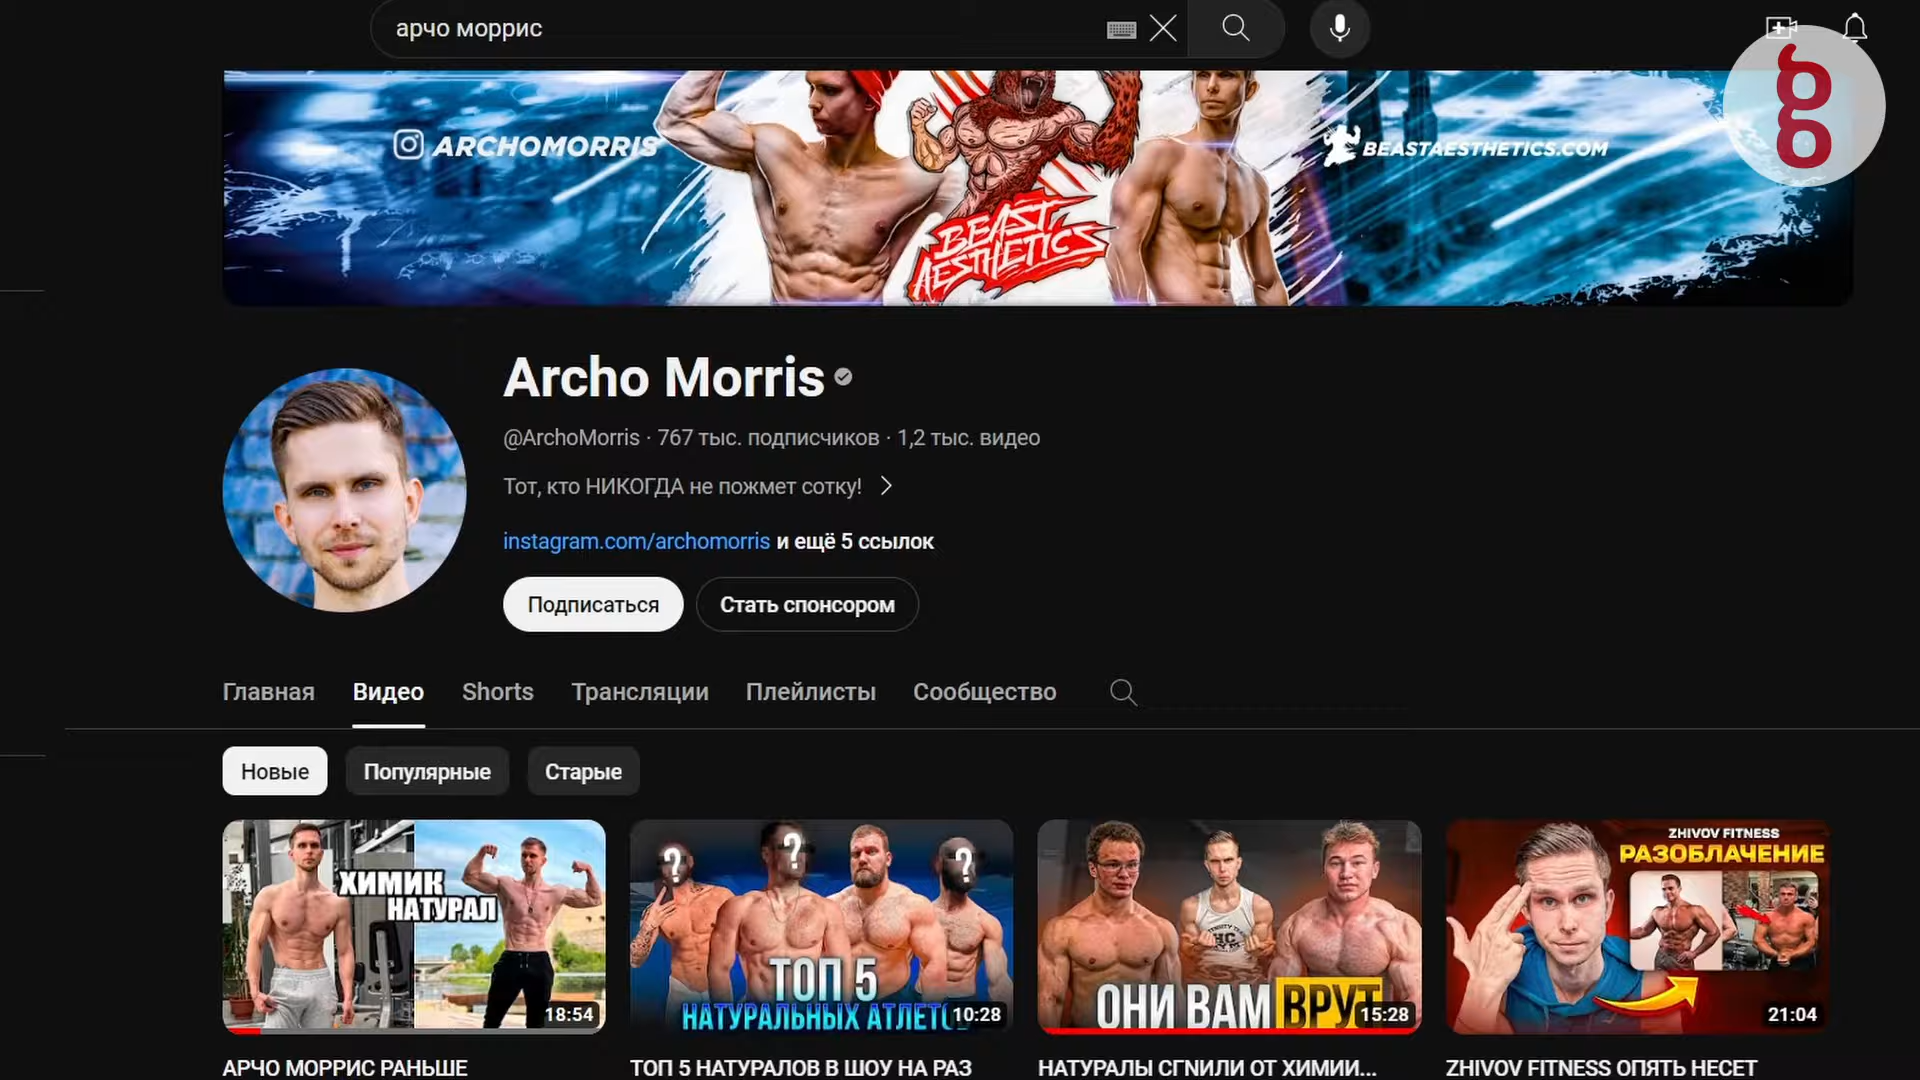 арчо моррис
ARCHOMORRIS
BEAST
AESTHETICS
BEASTAESTHETICS.COM
Archo Morris
@ArchoMorris · 767 тыс. подписчиков · 1,2 тыс. видео
Тот, кто НИКОГДА не пожмет сотку!
instagram.com/archomorris и ещё 5 ссылок
Подписаться
Стать спонсором
Главная
Видео
Shorts
Трансляции
Плейлисты
Сообщество
Новые
Популярные
Старые
ХИМИК
НАТУРАЛ
18:54
? ? ?
ТОП 5
НАТУРАЛЬНЫХ
10:28
ОНИ ВАМ ВРУТ
15:28
ZHIVOV FITNESS
РАЗОБЛАЧЕНИЕ
21:04
АРЧО МОРРИС РАНЬШЕ
ТОП 5 НАТУРАЛОВ В ШОУ НА РАЗ
НАТУРАЛЫ СГNИЛИ ОТ ХИМИИ...
ZHIVOV FITNESS ОПЯТЬ НЕСЕТ